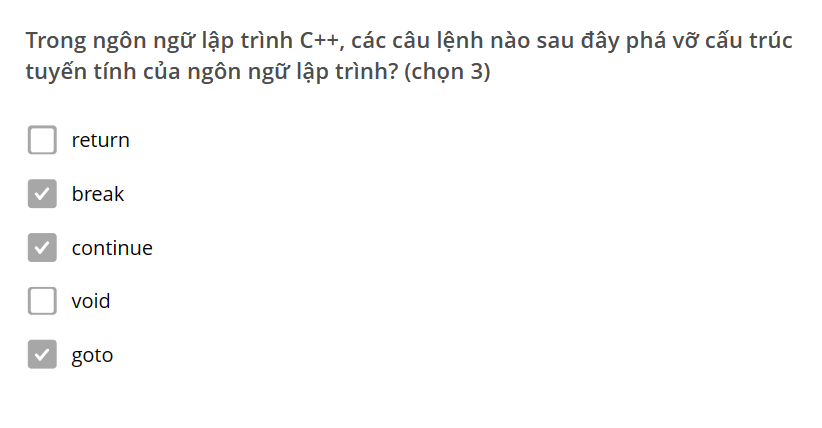 Trong ngôn ngữ lập trình C++, các câu lệnh nào sau đây phá vỡ cấu trúc
tuyến tính của ngôn ngữ lập trình? (chọn 3)
return
break
continue
void
goto